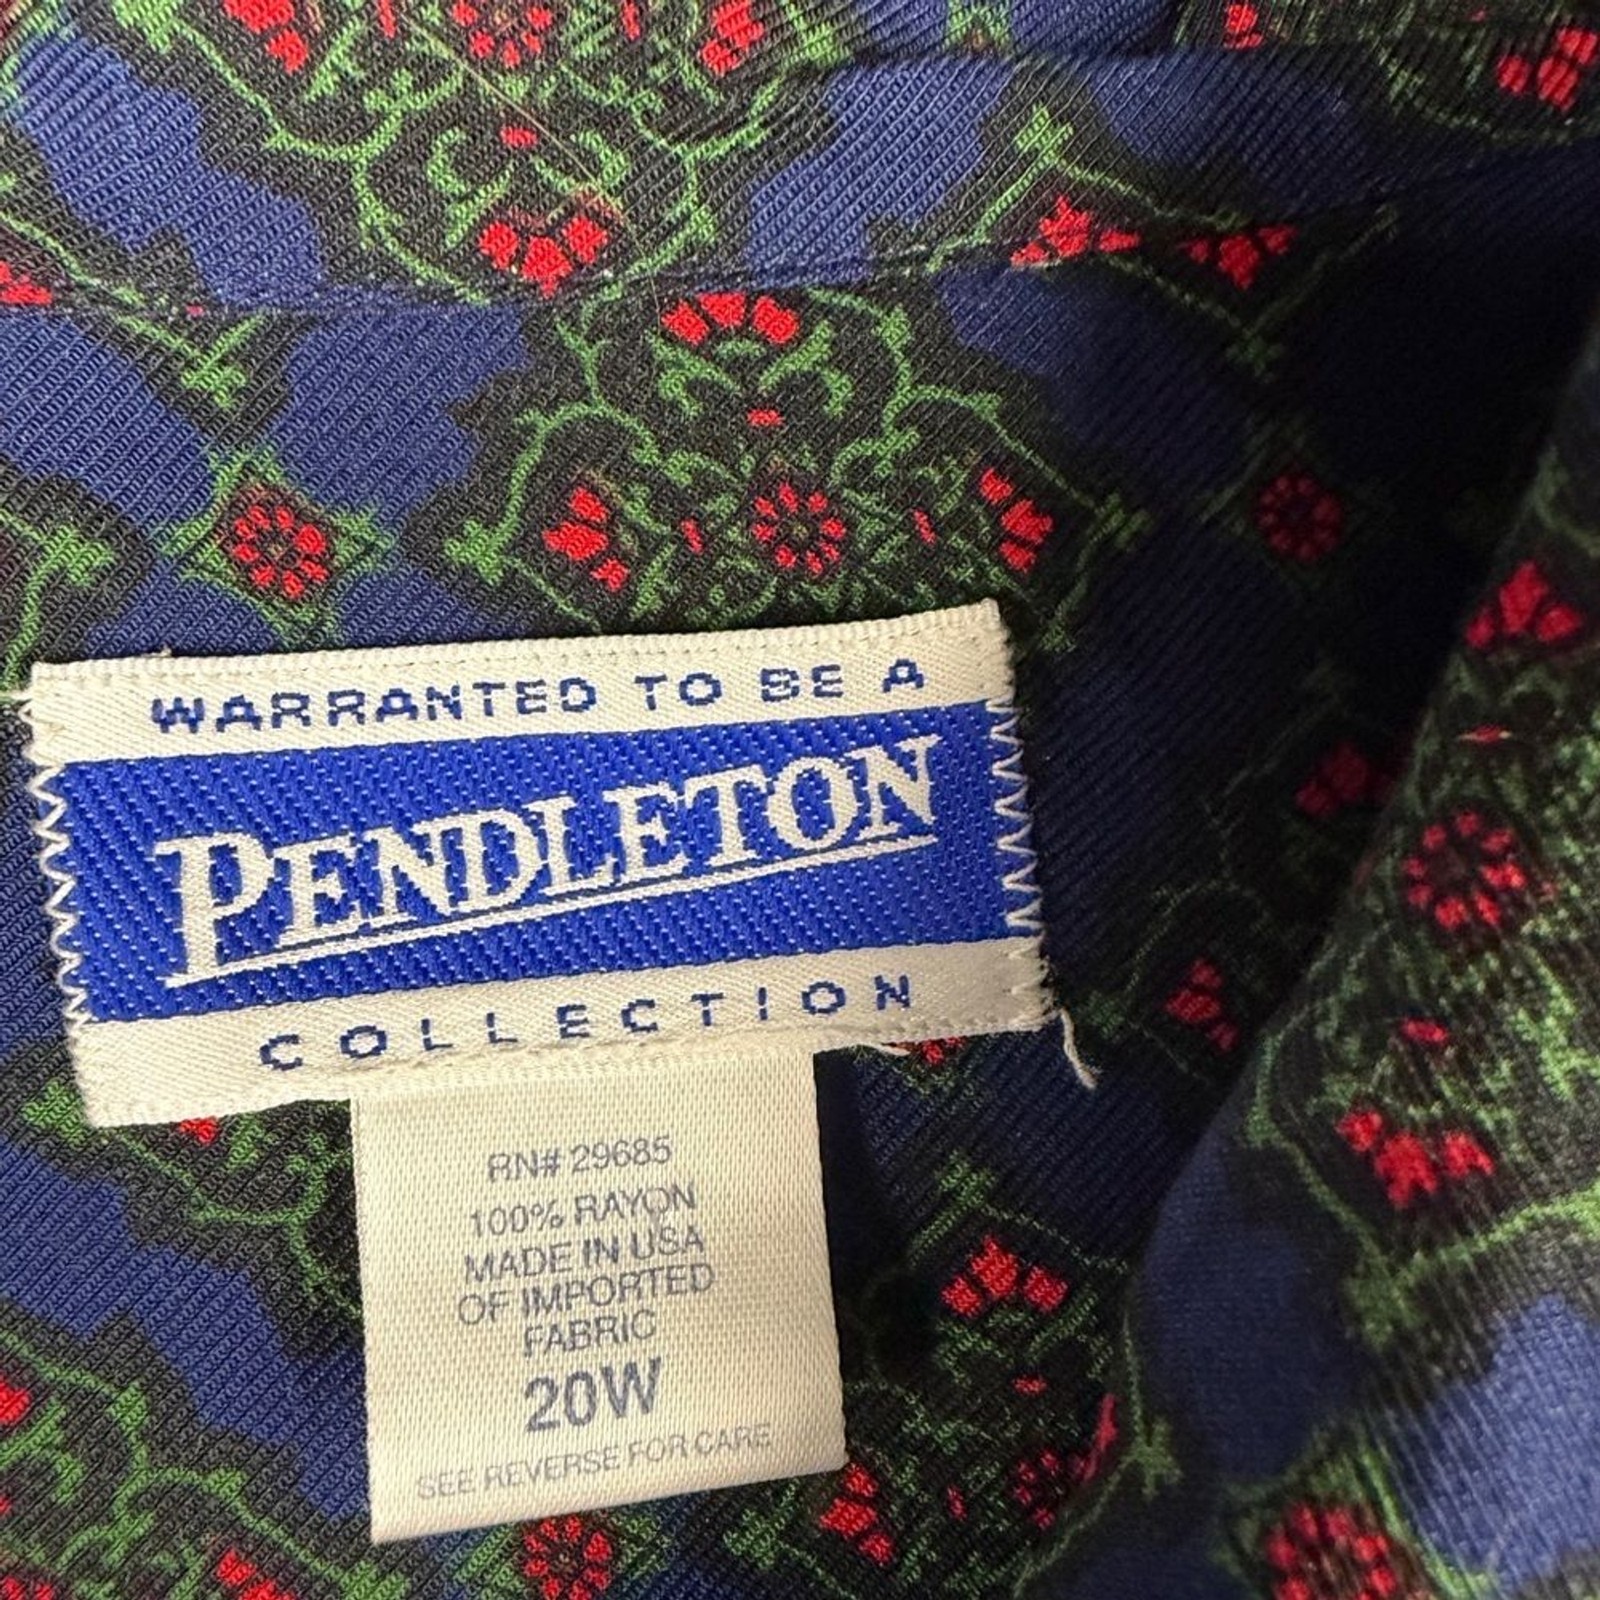 WARRANTED TO BE A
PENDLETON
COLLECTION
RN# 29685
100% RAYON
MADE IN USA
OF IMPORTED
FABRIC
20W
SEE REVERSE FOR CARE